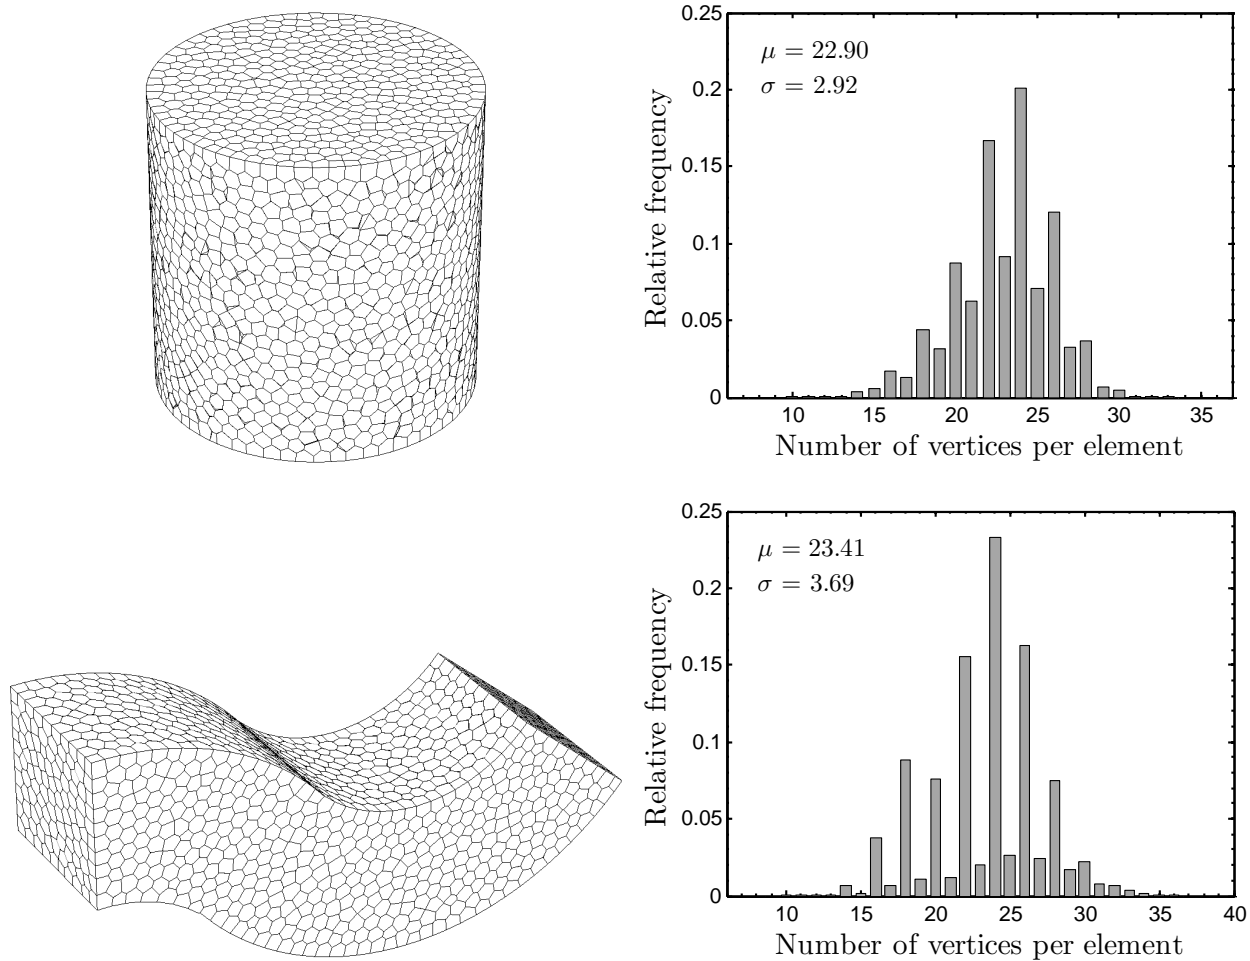 0.25
0.2
0.15
0.1
0.05
0
μ = 22.90
σ = 2.92
Relative frequency
10 15 20 25 30 35
Number of vertices per element
0.25
0.2
0.15
0.1
0.05
0
μ = 23.41
σ = 3.69
Relative frequency
10 15 20 25 30 35 40
Number of vertices per element